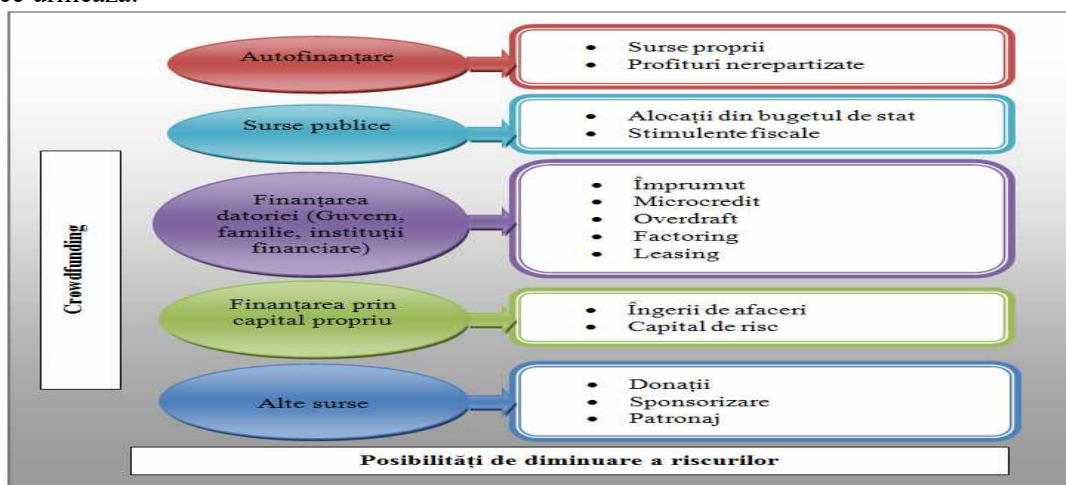 ce urmează:
Crowdfunding
Autofinanțare
• Surse proprii
• Profituri nerepartizate
Surse publice
• Alocații din bugetul de stat
• Stimulente fiscale
Finanțarea
datoriei (Guvern,
familie, instituții
financiare)
• Împrumut
• Microcredit
• Overdraft
• Factoring
• Leasing
Finanțarea prin
capital propriu
• Îngerii de afaceri
• Capital de risc
Alte surse
• Donații
• Sponsorizare
• Patronaj
Posibilități de diminuare a riscurilor